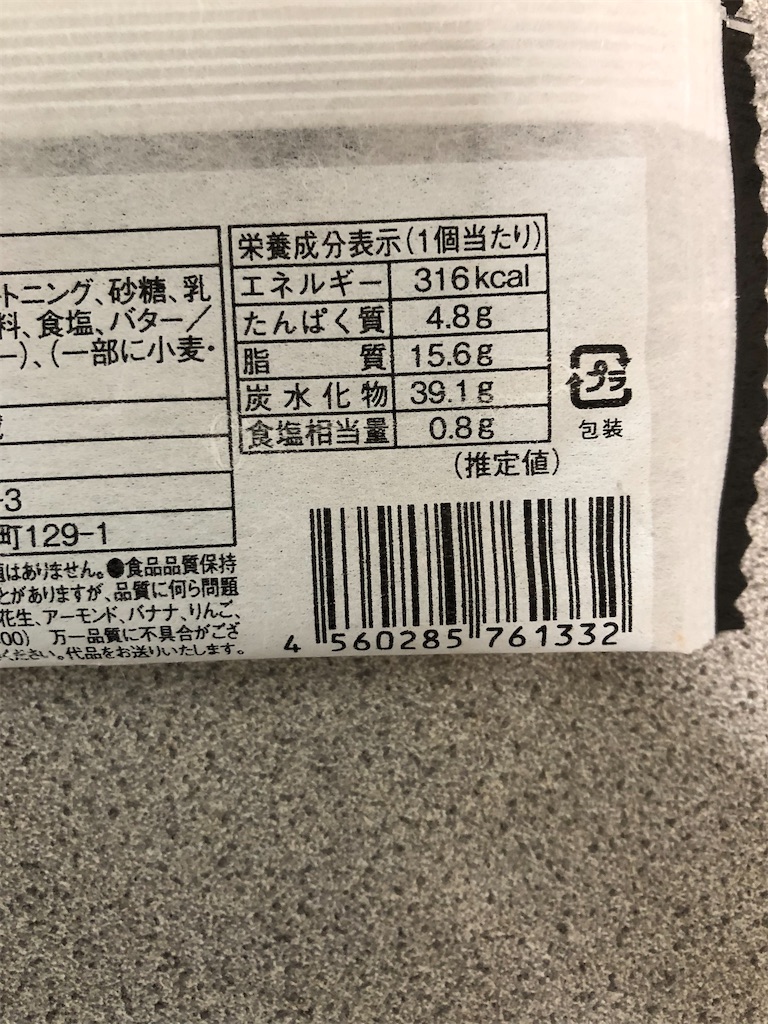 トニング、砂糖、乳
料、食塩、バター/
ー)、(一部に小麦・
-3
町129-1
はありません。●食品品質保持
とがありますが、品質に何ら問題
花生、アーモンド、バナナ、りんご、
00) 万一品質に不具合がござ
ください。代品をお送りいたします。
栄養成分表示(1個当たり)
エネルギー 316kcal
たんぱく質 4.8g
脂質 15.6g
炭水化物 39.1g
食塩相当量 0.8g
(推定値)
プラ
包装
4 560285 761332